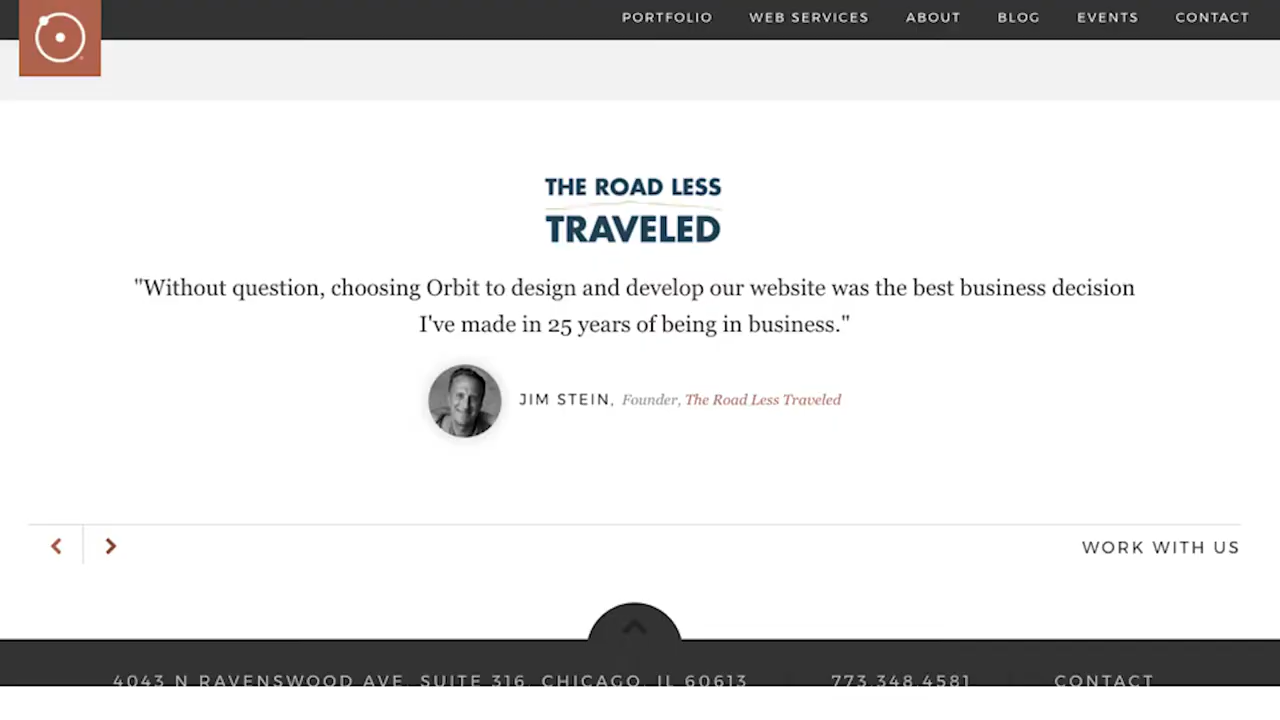 PORTFOLIO WEB SERVICES ABOUT BLOG EVENTS CONTACT
THE ROAD LESS
TRAVELED
"Without question, choosing Orbit to design and develop our website was the best business decision
I've made in 25 years of being in business."
JIM STEIN, Founder, The Road Less Traveled
WORK WITH US
4043 N RAVENSWOOD AVE. SUITE 316, CHICAGO, IL 60613 773.348.4581 CONTACT